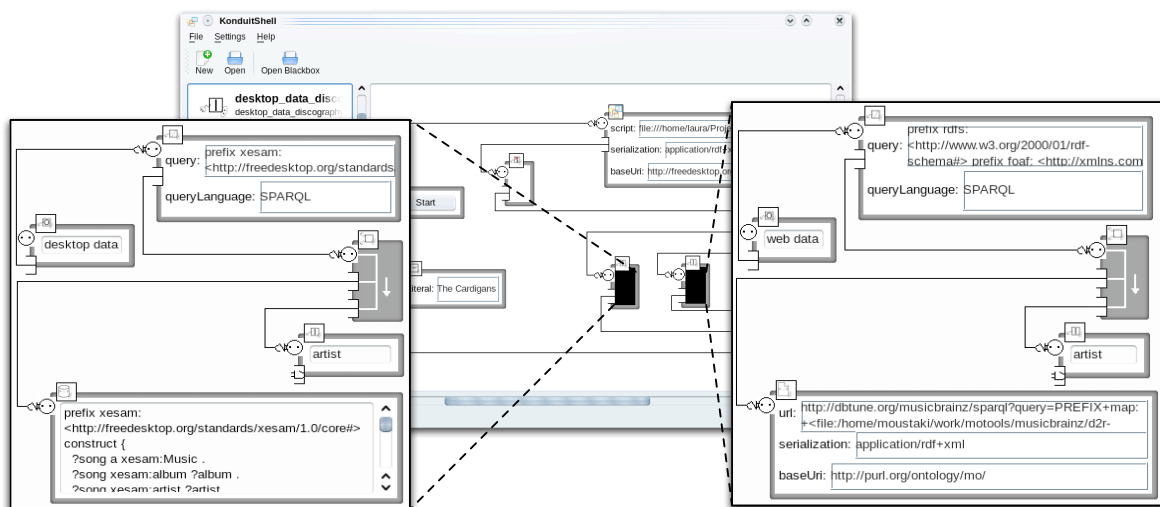 KonduitShell
File Settings Help
New Open Open Blackbox
desktop_data_disc
desktop_data_discography
script: file:///home/laura/Proje
serialization: application/rdf+x
baseUri: http://freedesktop.or
Start
literal: The Cardigans
query: prefix xesam:
<http://freedesktop.org/standards
queryLanguage: SPARQL
desktop data
artist
prefix xesam:
<http://freedesktop.org/standards/xesam/1.0/core#>
construct {
?song a xesam:Music .
?song xesam:album ?album .
?song xesam:artist ?artist
query: prefix rdfs:
<http://www.w3.org/2000/01/rdf-
schema#> prefix foaf: <http://xmlns.com
queryLanguage: SPARQL
web data
artist
url: http://dbtune.org/musicbrainz/sparql?query=PREFIX+map:
+<file:/home/moustaki/work/motools/musicbrainz/d2r-
serialization: application/rdf+xml
baseUri: http://purl.org/ontology/mo/